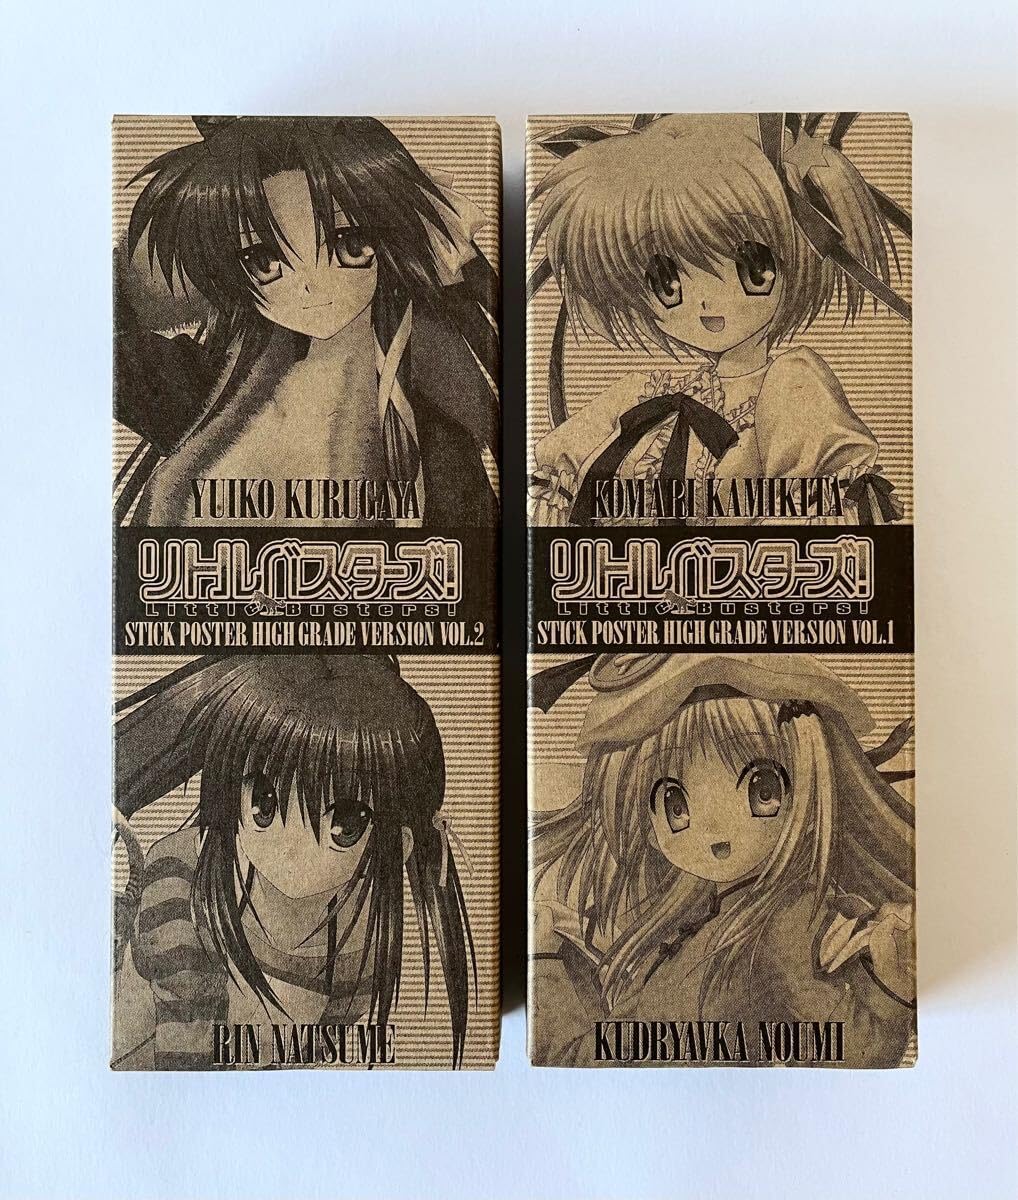 YUIKO KURUGAYA
リトルバスターズ!
Little Busters!
STICK POSTER HIGH GRADE VERSION VOL.2
RIN NATSUME
KOMARI KAMIKITA
リトルバスターズ!
Little Busters!
STICK POSTER HIGH GRADE VERSION VOL.1
KUDRYAVKA NOUMI